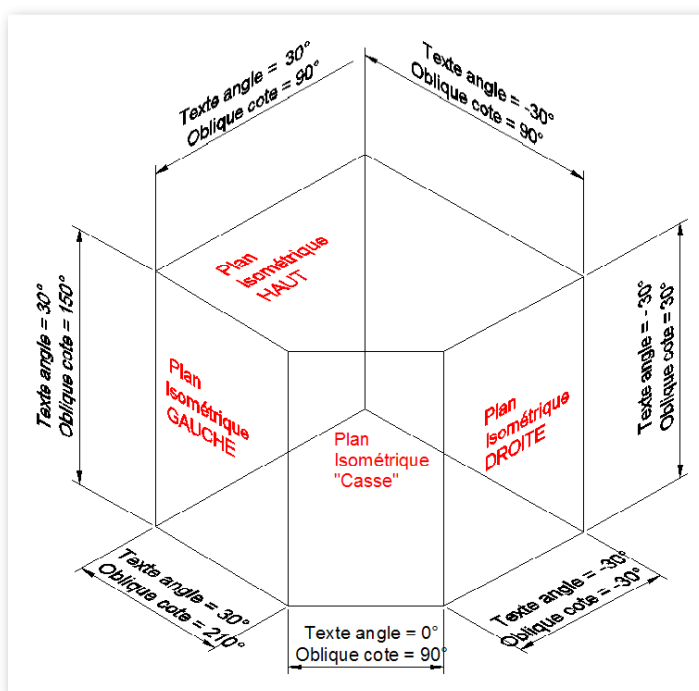 Texte angle = 30°
Oblique cote = 90°
Texte angle = -30°
Oblique cote = 90°
Plan
Isométrique
HAUT
Texte angle = 30°
Oblique cote = 150°
Plan
Isométrique
GAUCHE
Plan
Isométrique
"Casse"
Plan
Isométrique
DROITE
Texte angle = - 30°
Oblique cote = 30°
Texte angle = 30°
Oblique cote = 210°
Texte angle = 0°
Oblique cote = 90°
Texte angle = -30°
Oblique cote = -30°